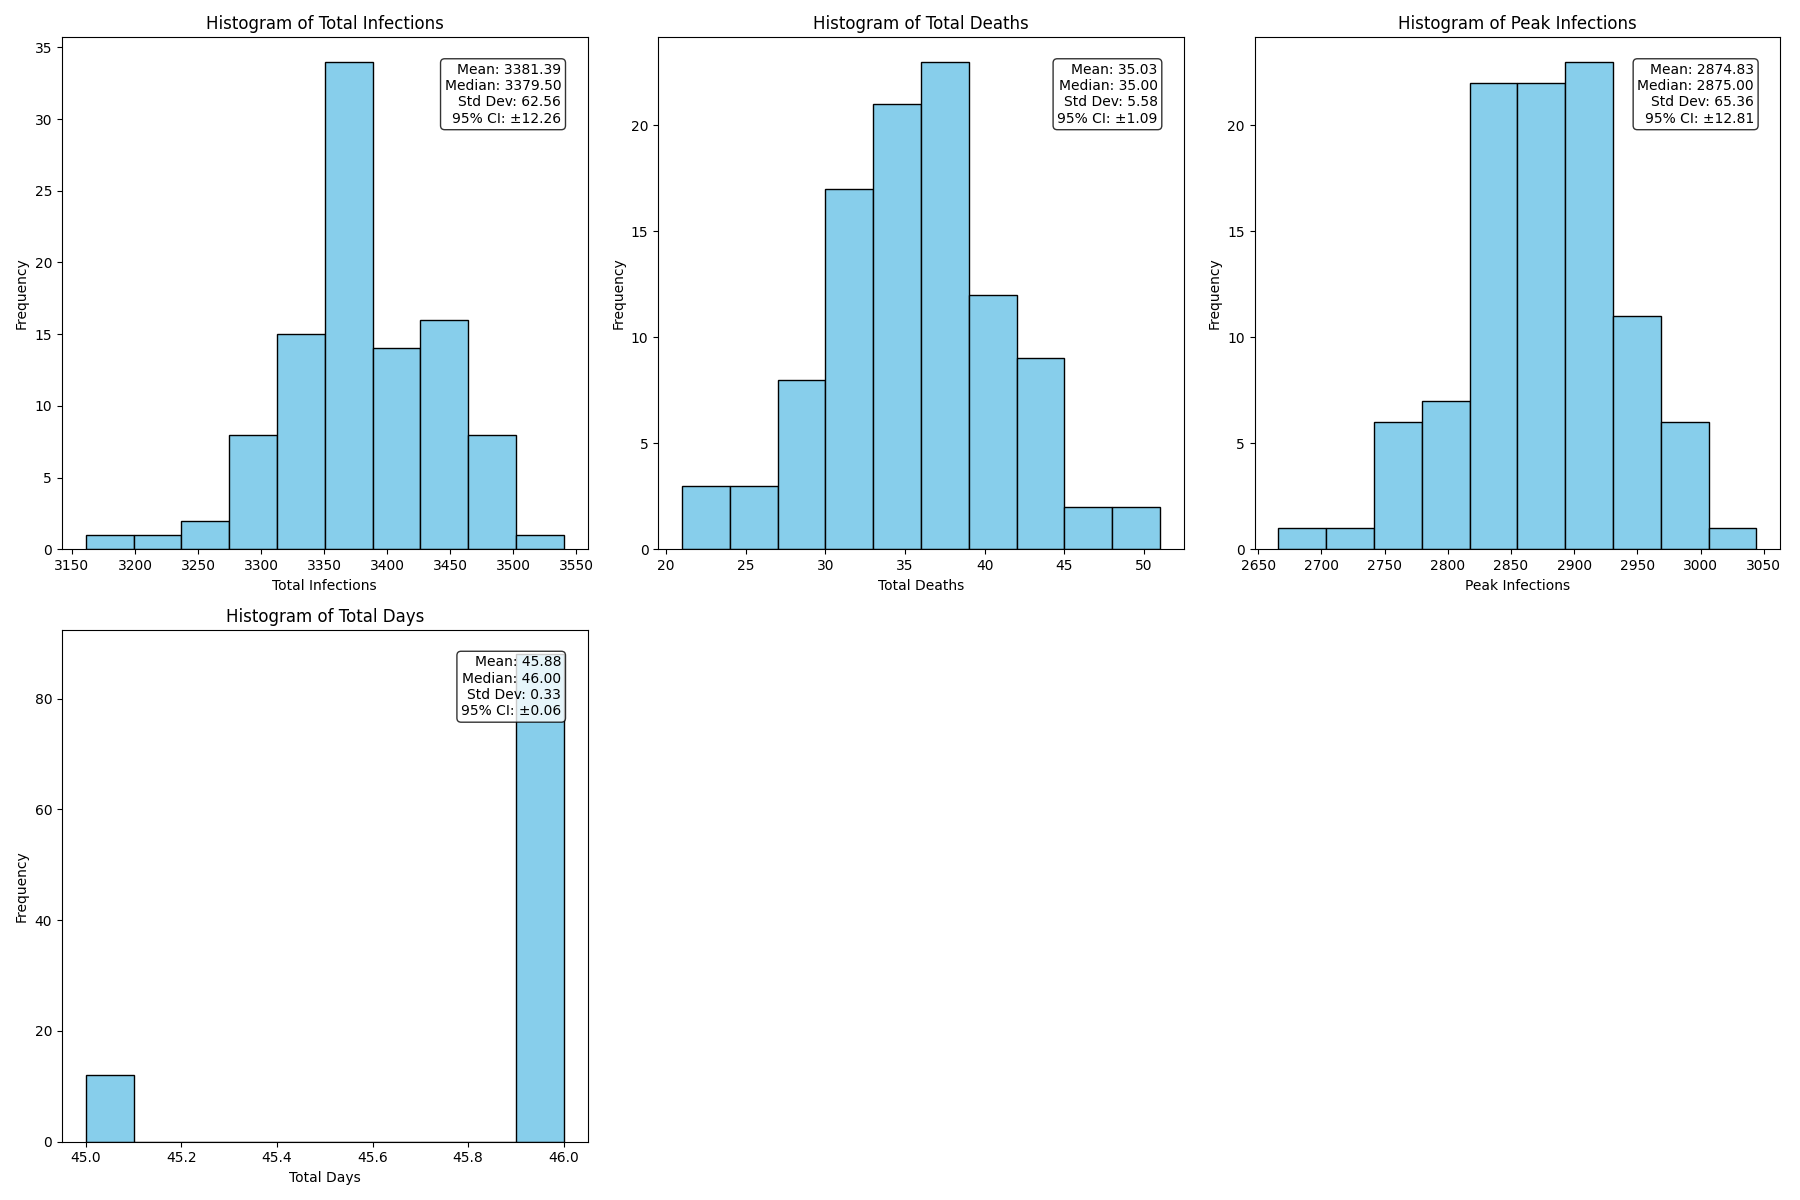 Histogram of Total Infections
35
30
25
20
15
10
5
0
Frequency
Mean: 3381.39
Median: 3379.50
Std Dev: 62.56
95% CI: ±12.26
3150 3200 3250 3300 3350 3400 3450 3500 3550
Total Infections
Histogram of Total Deaths
20
15
10
5
0
Frequency
Mean: 35.03
Median: 35.00
Std Dev: 5.58
95% CI: ±1.09
20 25 30 35 40 45 50
Total Deaths
Histogram of Peak Infections
20
15
10
5
0
Frequency
Mean: 2874.83
Median: 2875.00
Std Dev: 65.36
95% CI: ±12.81
2650 2700 2750 2800 2850 2900 2950 3000 3050
Peak Infections
Histogram of Total Days
80
60
40
20
0
Frequency
Mean: 45.88
Median: 46.00
Std Dev: 0.33
95% CI: ±0.06
45.0 45.2 45.4 45.6 45.8 46.0
Total Days